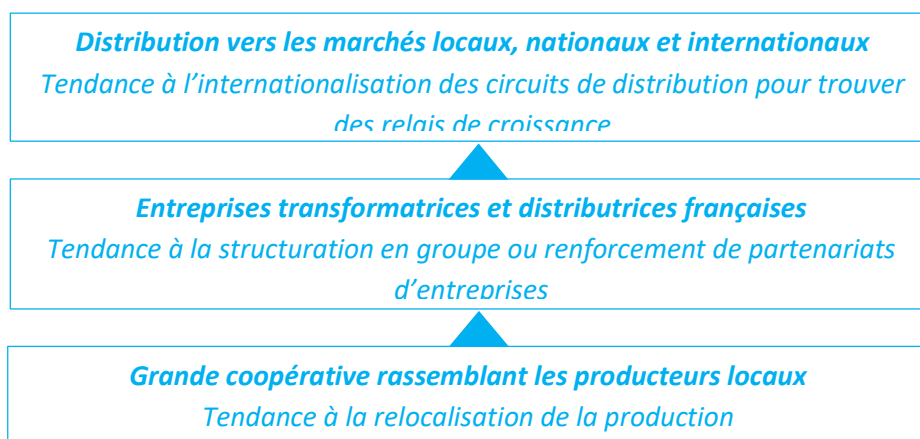 Distribution vers les marchés locaux, nationaux et internationaux
Tendance à l’internationalisation des circuits de distribution pour trouver
des relais de croissance
Entreprises transformatrices et distributrices françaises
Tendance à la structuration en groupe ou renforcement de partenariats
d’entreprises
Grande coopérative rassemblant les producteurs locaux
Tendance à la relocalisation de la production